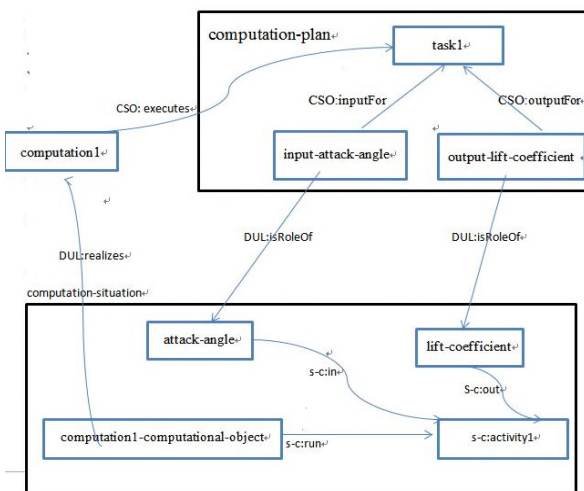 computation-plan
task1
CSO: executes
CSO:inputFor
CSO:outputFor
computation1
input-attack-angle
output-lift-coefficient
DUL:isRoleOf
DUL:isRoleOf
DUL:realizes
computation-situation
attack-angle
lift-coefficient
s-c:in
S-c:out
computation1-computational-object
s-c:run
s-c:activity1